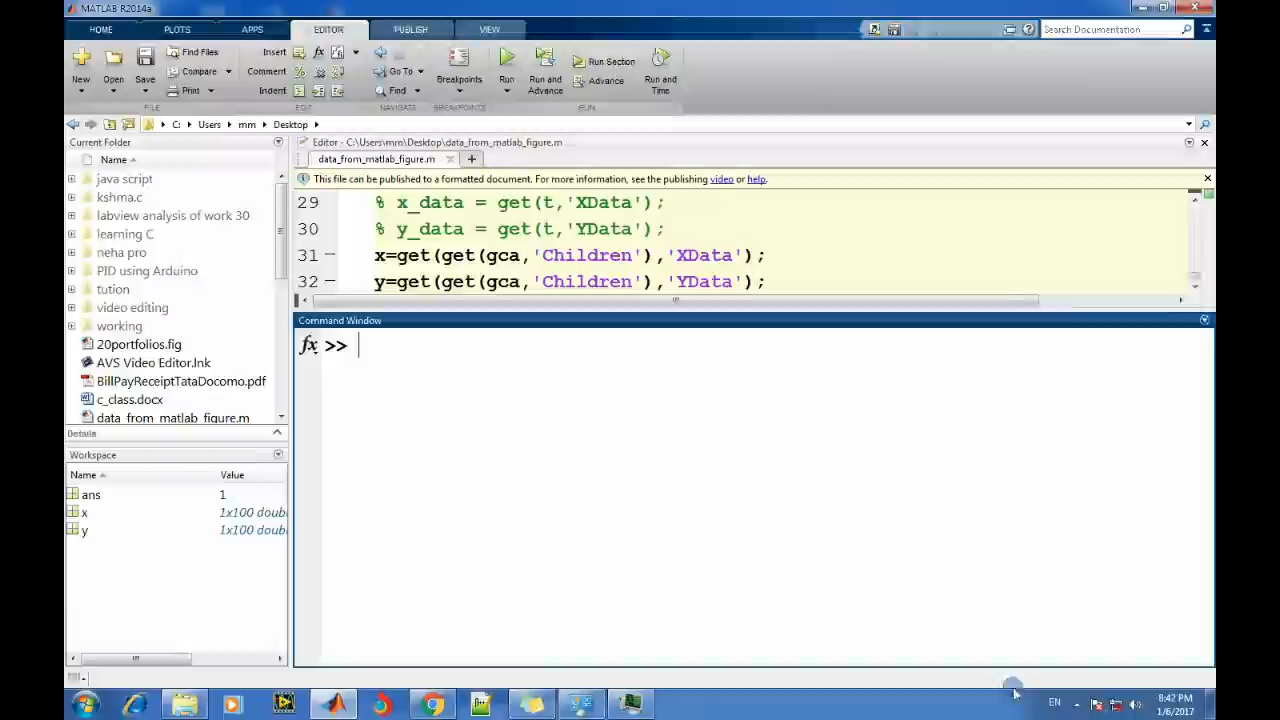 MATLAB R2014a
HOME PLOTS APPS EDITOR PUBLISH VIEW Search Documentation
New Open Save Find Files Compare Print Insert Comment Indent fx Go To Find Breakpoints Run Run and Advance Run Section Advance Run and Time
FILE EDIT NAVIGATE BREAKPOINTS RUN
C: Users mm Desktop
Current Folder
Name
java script
kshma.c
labview analysis of work 30
learning C
neha pro
PID using Arduino
tution
video editing
working
20portfolios.fig
AVS Video Editor.lnk
BillPayReceiptTataDocomo.pdf
c_class.docx
data_from_matlab_figure.m
Details
Workspace
Name Value
ans 1
x 1x100 doub
y 1x100 doub
Editor - C:\Users\mm\Desktop\data_from_matlab_figure.m
data_from_matlab_figure.m
This file can be published to a formatted document. For more information, see the publishing video or help.
29 % x_data = get(t,'XData');
30 % y_data = get(t,'YData');
31 x=get(get(gca,'Children'),'XData');
32 y=get(get(gca,'Children'),'YData');
Command Window
fx >>
EN 8:42 PM
1/6/2017